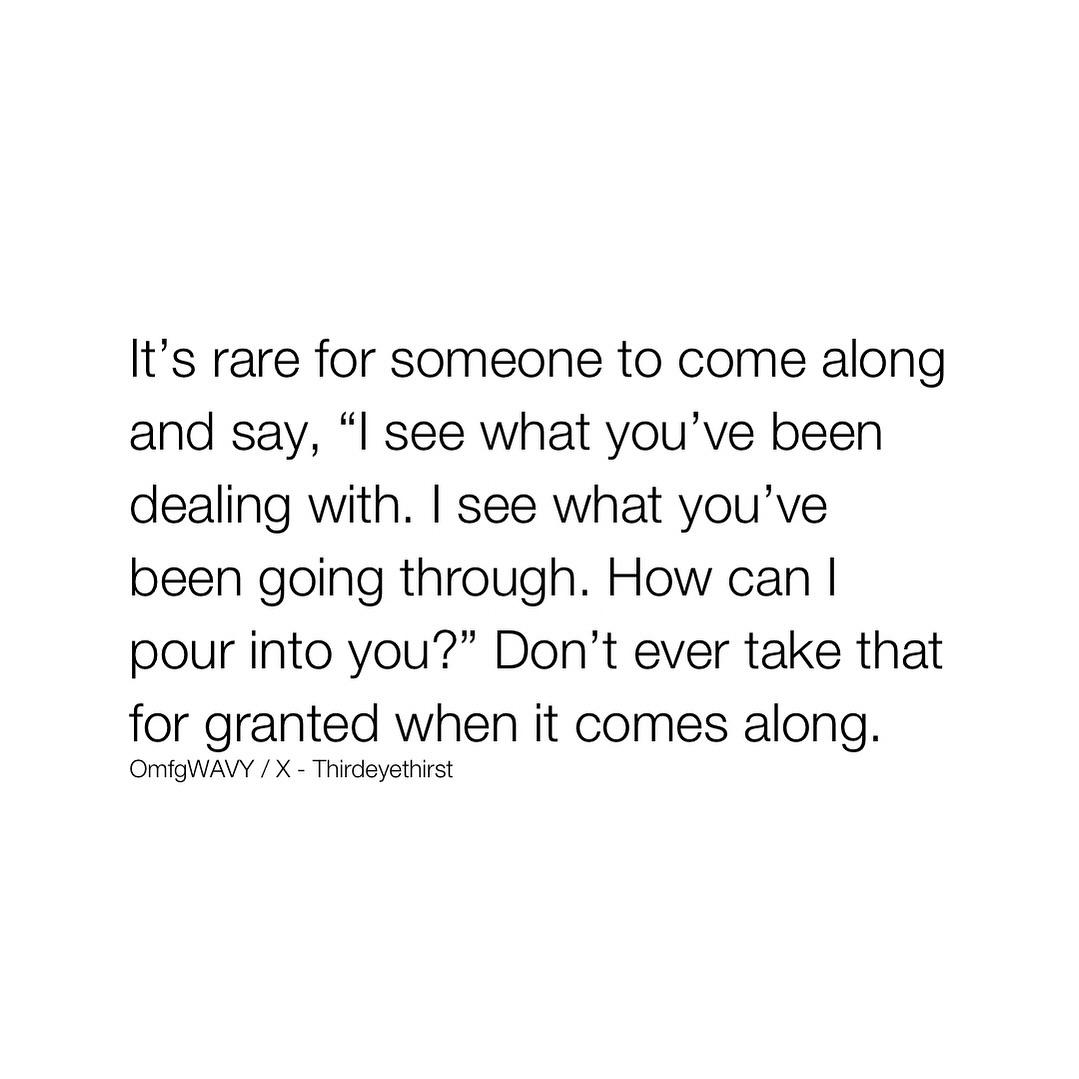 It’s rare for someone to come along
and say, “I see what you’ve been
dealing with. I see what you’ve
been going through. How can I
pour into you?” Don’t ever take that
for granted when it comes along.
OmfgWAVY / X - Thirdeyethirst